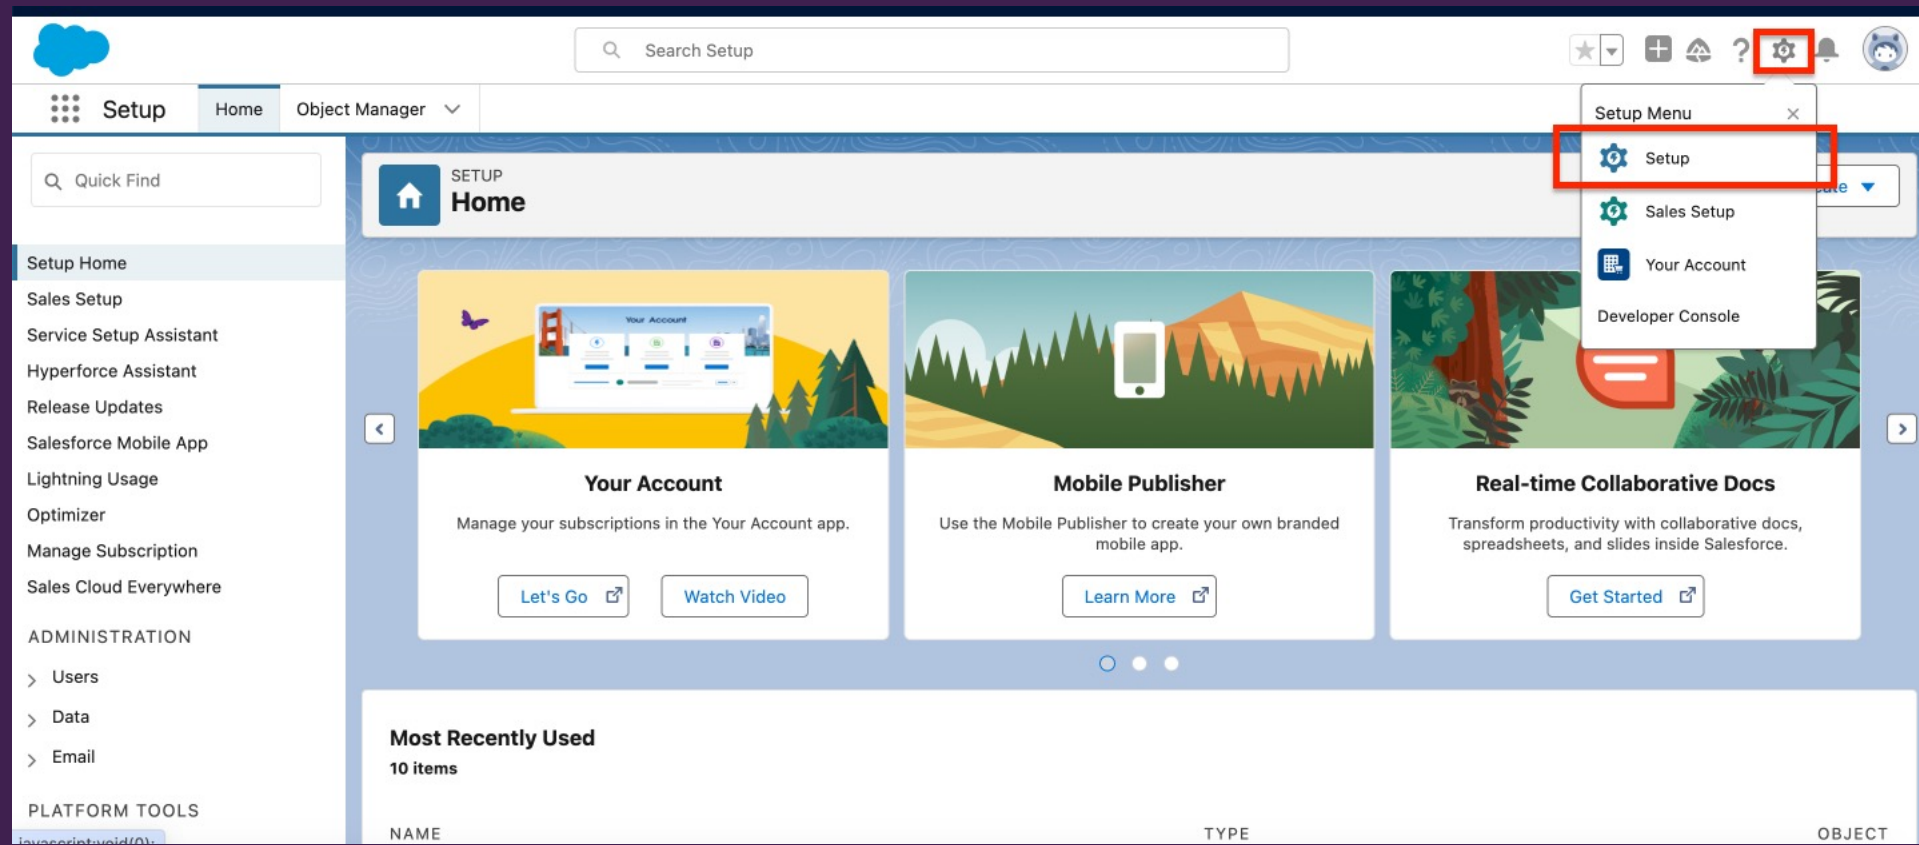 Search Setup
Setup
Home
Object Manager
Setup Menu
Setup
Sales Setup
Your Account
Developer Console
Quick Find
SETUP
Home
Setup Home
Sales Setup
Service Setup Assistant
Hyperforce Assistant
Release Updates
Salesforce Mobile App
Lightning Usage
Optimizer
Manage Subscription
Sales Cloud Everywhere
ADMINISTRATION
Users
Data
Email
PLATFORM TOOLS
javascript:void(0);
Your Account
Your Account
Manage your subscriptions in the Your Account app.
Let's Go
Watch Video
Mobile Publisher
Use the Mobile Publisher to create your own branded
mobile app.
Learn More
Real-time Collaborative Docs
Transform productivity with collaborative docs,
spreadsheets, and slides inside Salesforce.
Get Started
Most Recently Used
10 items
NAME
TYPE
OBJECT